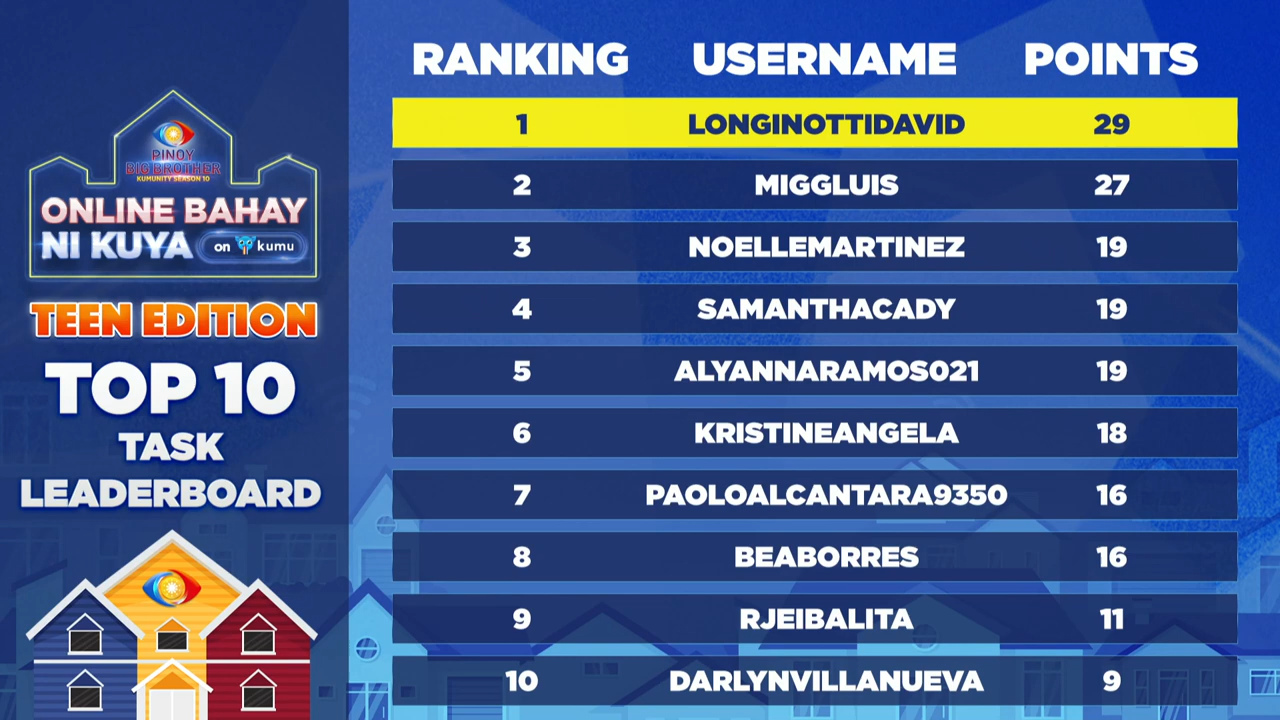 PINOY
BIG BROTHER
KUMUNITY SEASON 10
ONLINE BAHAY
NI KUYA on kumu
TEEN EDITION
TOP 10
TASK
LEADERBOARD
RANKING USERNAME POINTS
1 LONGINOTTIDAVID 29
2 MIGGLUIS 27
3 NOELLEMARTINEZ 19
4 SAMANTHACADY 19
5 ALYANNARAMOS021 19
6 KRISTINEANGELA 18
7 PAOLOALCANTARA9350 16
8 BEABORRES 16
9 RJEIBALITA 11
10 DARLYNVILLANUEVA 9